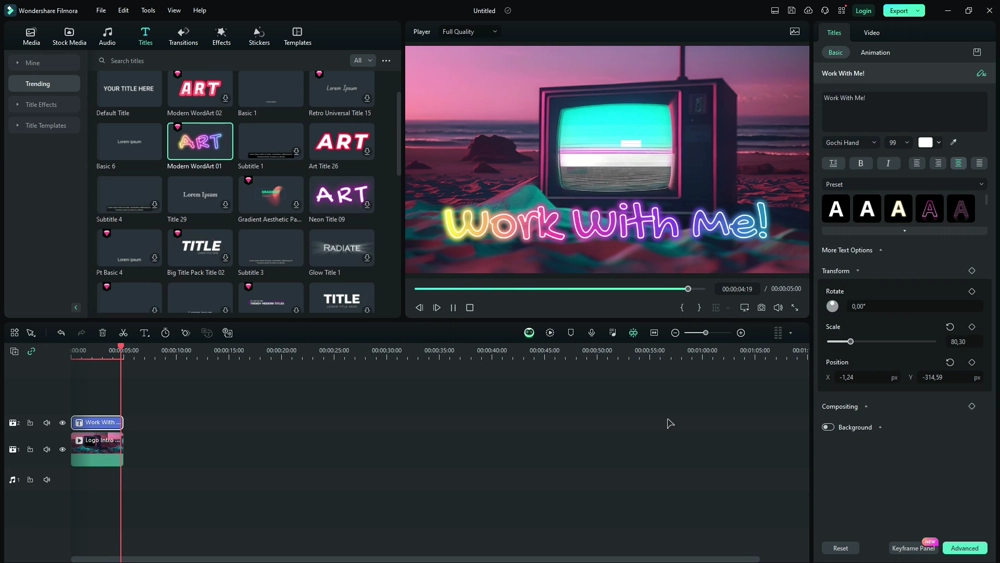 Wondershare Filmora
File
Edit
Tools
View
Help
Untitled
Login
Export
Media
Stock Media
Audio
Titles
Transitions
Effects
Stickers
Templates
Player
Full Quality
Titles
Video
Mine
Search titles
All
Basic
Animation
Trending
Work With Me!
Title Effects
Title Templates
YOUR TITLE HERE
ART
Lorem Ipsum
Default Title
Modern WordArt 02
Basic 1
Retro Universal Title 15
ART
ART
Basic 6
Modern WordArt 01
Subtitle 1
Art Title 26
Lorem Ipsum
ART
Subtitle 4
Title 29
Gradient Aesthetic Pa...
Neon Title 09
Lorem ipsum
TITLE
RADIATE
Pt Basic 4
Big Title Pack Title 02
Subtitle 3
Glow Title 1
TITLE
Work With Me!
00:00:04:19
/ 00:00:05:00
Work With Me!
Gochi Hand
99
B
I
Preset
A
A
A
A
A
More Text Options
Transform
Rotate
0,00°
Scale
80,30
Position
X
-1,24
px
Y
-314,59
px
Compositing
Background
Reset
Keyframe Panel
NEW
Advanced
:00:00
00:00:05:00
00:00:10:00
00:00:15:00
00:00:20:00
00:00:25:00
00:00:30:00
00:00:35:00
00:00:40:00
00:00:45:00
00:00:50:00
00:00:55:00
00:01:00:00
00:01:05:00
00:01:10:00
00:01:
2
Work With...
Logo Intro ...
1
1